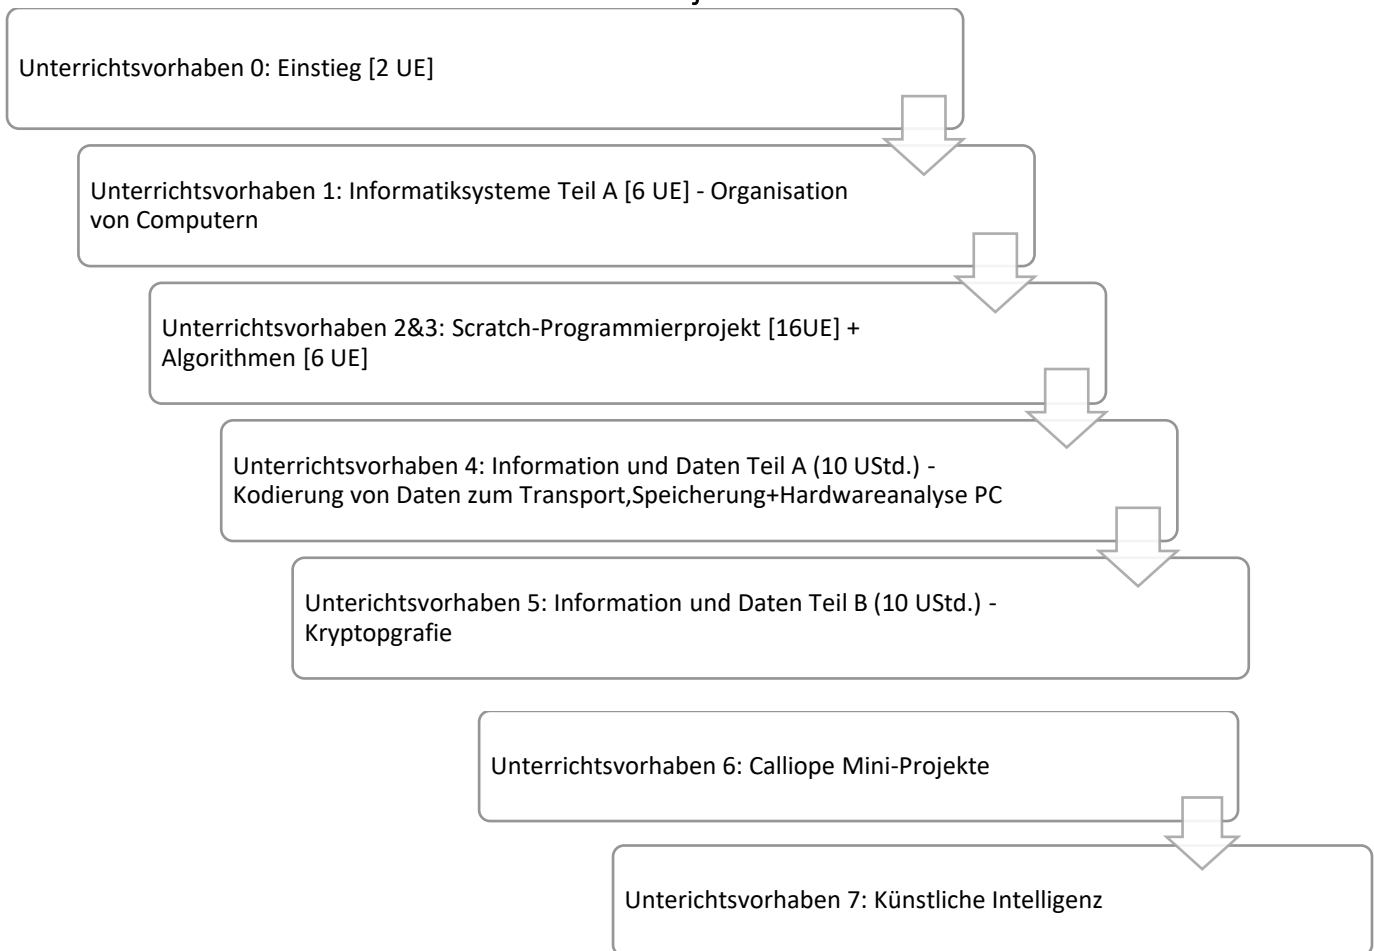 Unterrichtsvorhaben 0: Einstieg [2 UE]
Unterrichtsvorhaben 1: Informatiksysteme Teil A [6 UE] - Organisation
von Computern
Unterrichtsvorhaben 2&3: Scratch-Programmierprojekt [16UE] +
Algorithmen [6 UE]
Unterrichtsvorhaben 4: Information und Daten Teil A (10 UStd.) -
Kodierung von Daten zum Transport,Speicherung+Hardwareanalyse PC
Unterichtsvorhaben 5: Information und Daten Teil B (10 UStd.) -
Kryptopgrafie
Unterrichtsvorhaben 6: Calliope Mini-Projekte
Unterichtsvorhaben 7: Künstliche Intelligenz